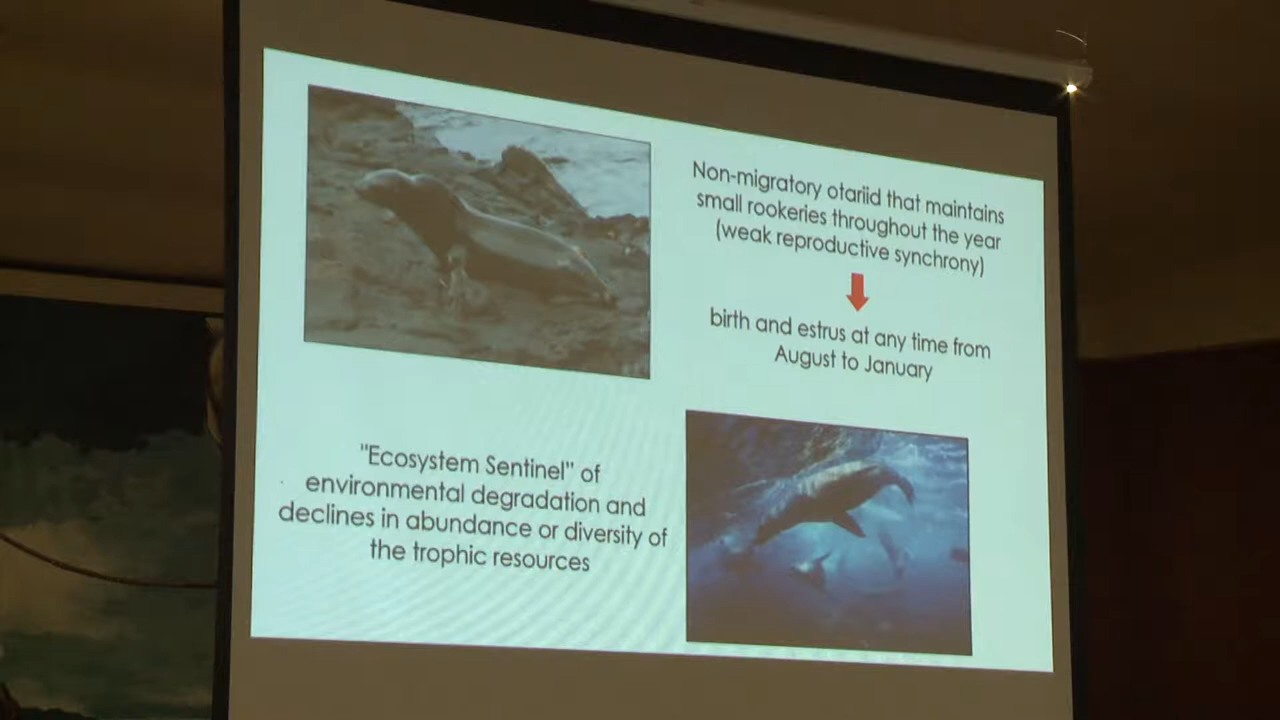 Non-migratory otariid that maintains
small rookeries throughout the year
(weak reproductive synchrony)
birth and estrus at any time from
August to January
"Ecosystem Sentinel" of
environmental degradation and
declines in abundance or diversity of
the trophic resources